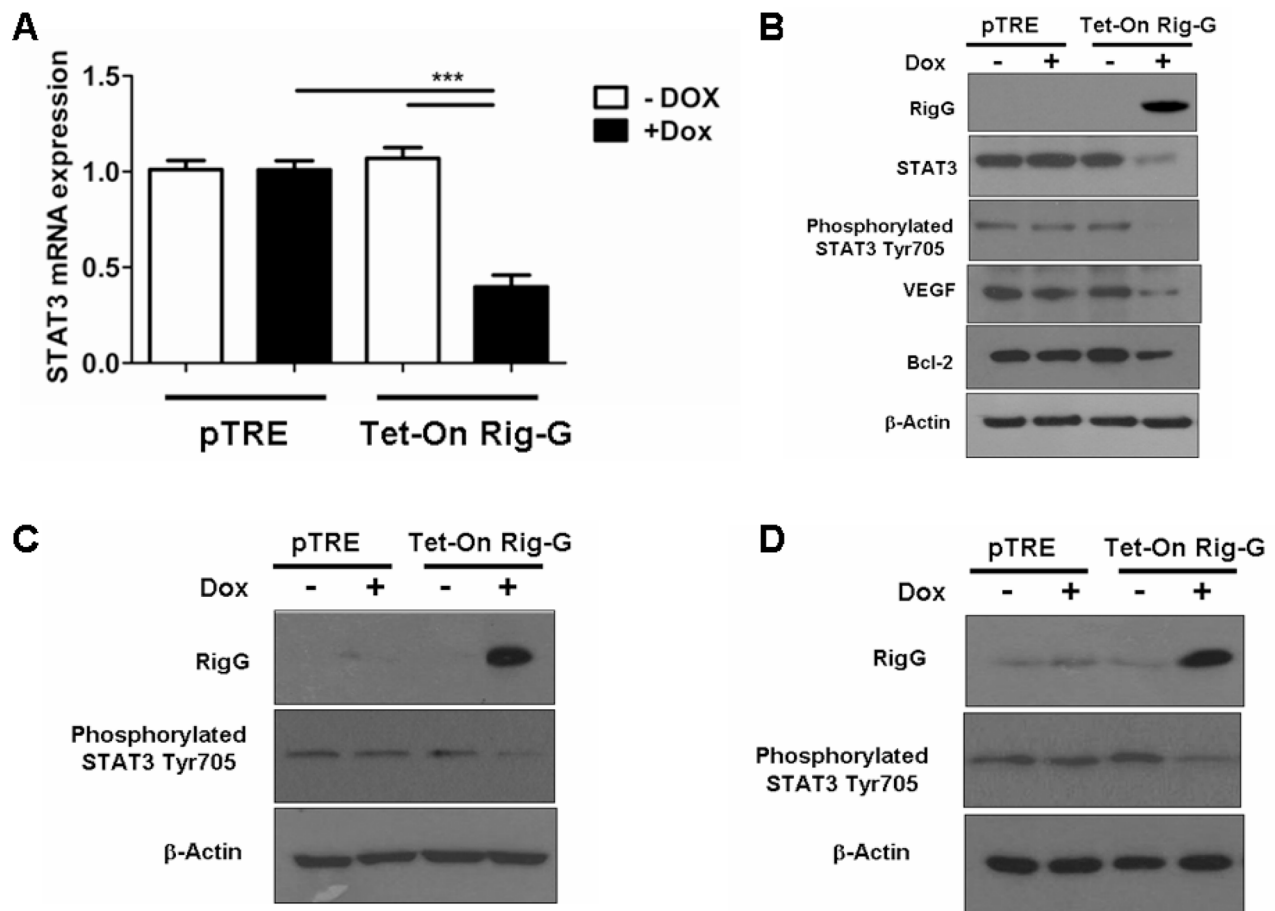 A
STAT3 mRNA expression
1.5
1.0
0.5
0.0
***
- DOX
+Dox
pTRE
Tet-On Rig-G
B
pTRE Tet-On Rig-G
Dox - + - +
RigG
STAT3
Phosphorylated
STAT3 Tyr705
VEGF
Bcl-2
β-Actin
C
pTRE Tet-On Rig-G
Dox - + - +
RigG
Phosphorylated
STAT3 Tyr705
β-Actin
D
pTRE Tet-On Rig-G
Dox - + - +
RigG
Phosphorylated
STAT3 Tyr705
β-Actin